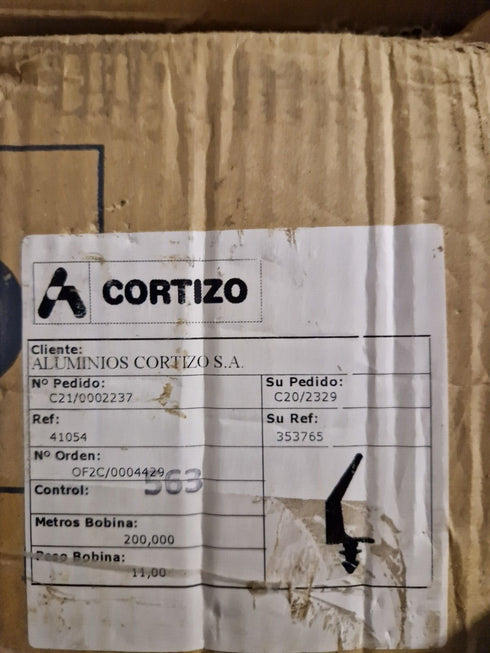 CORTIZO
Cliente:
ALUMINIOS CORTIZO S.A.
Nº Pedido:
C21/0002237
Su Pedido:
C20/2329
Ref:
41054
Su Ref:
353765
Nº Orden:
OF2C/0004429
Control:
563
Metros Bobina:
200,000
Peso Bobina:
11,00